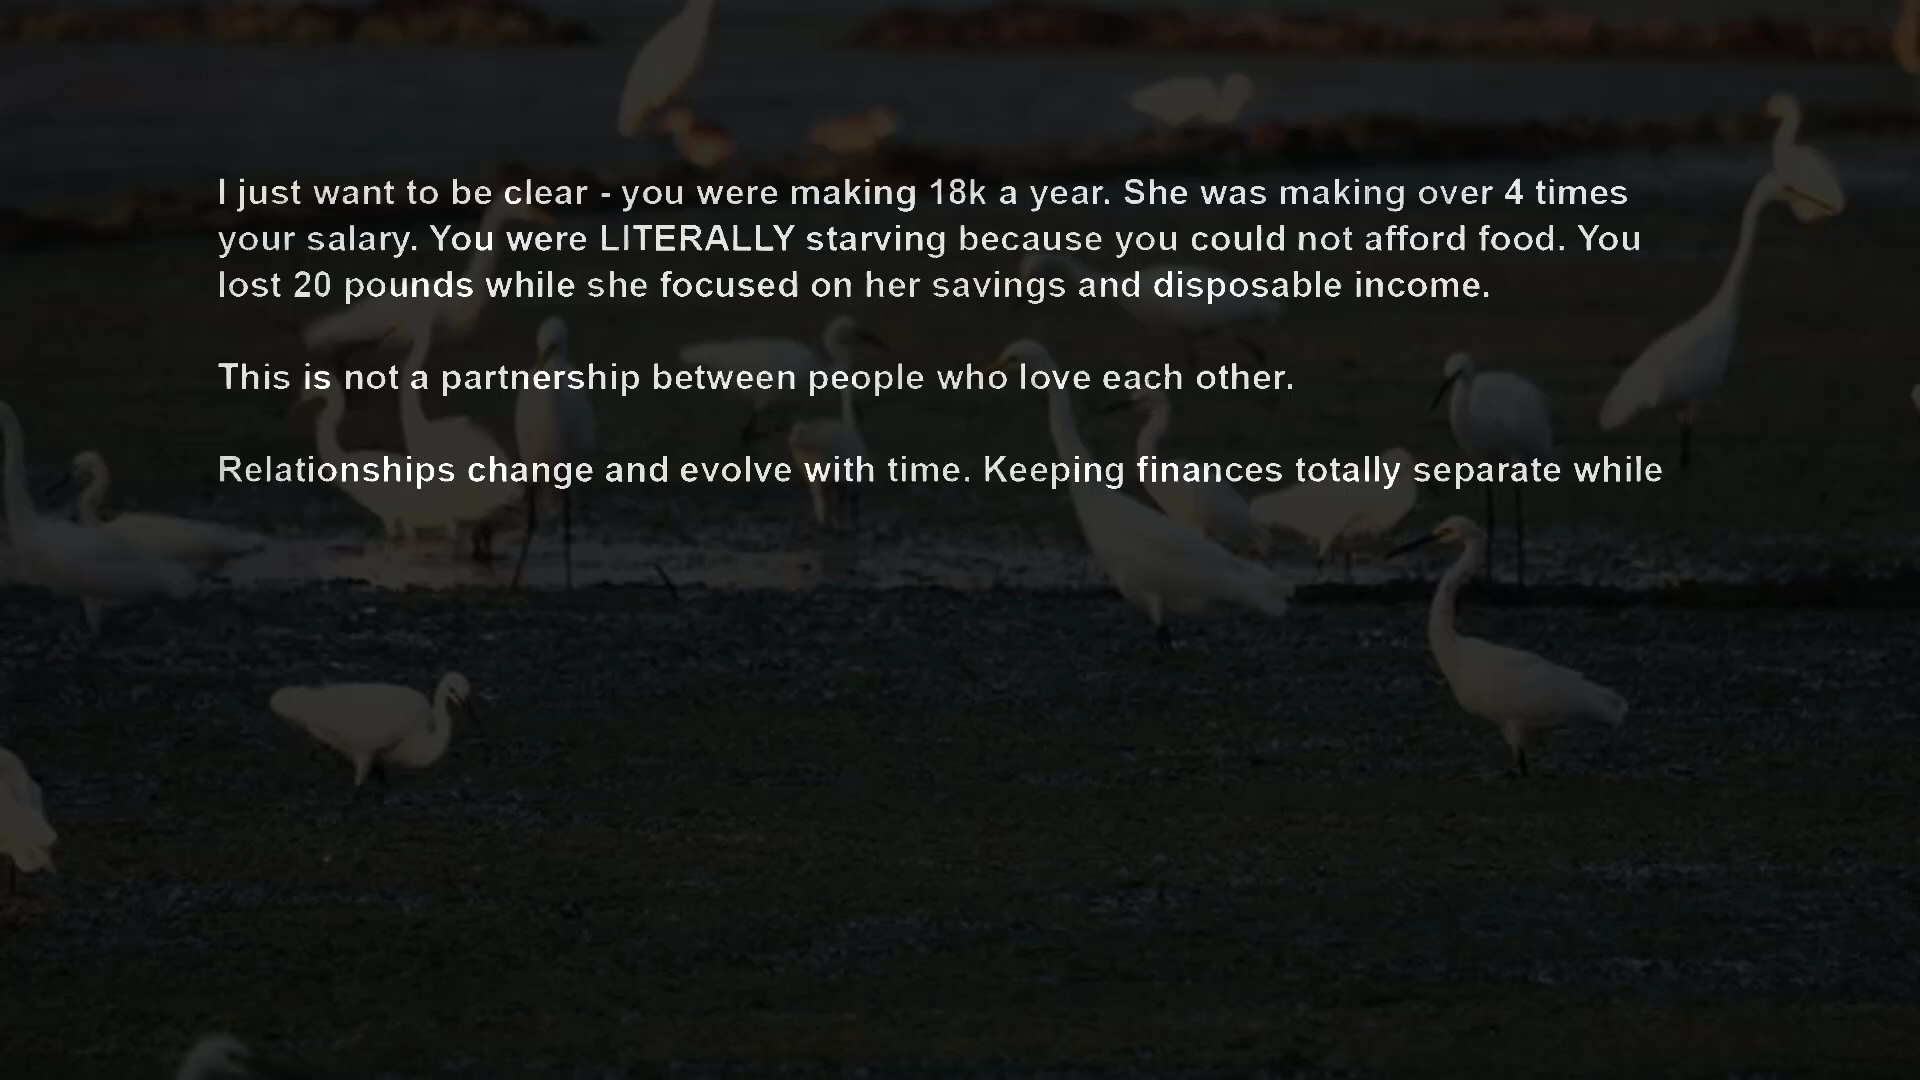 I just want to be clear - you were making 18k a year. She was making over 4 times
your salary. You were LITERALLY starving because you could not afford food. You
lost 20 pounds while she focused on her savings and disposable income.
This is not a partnership between people who love each other.
Relationships change and evolve with time. Keeping finances totally separate while